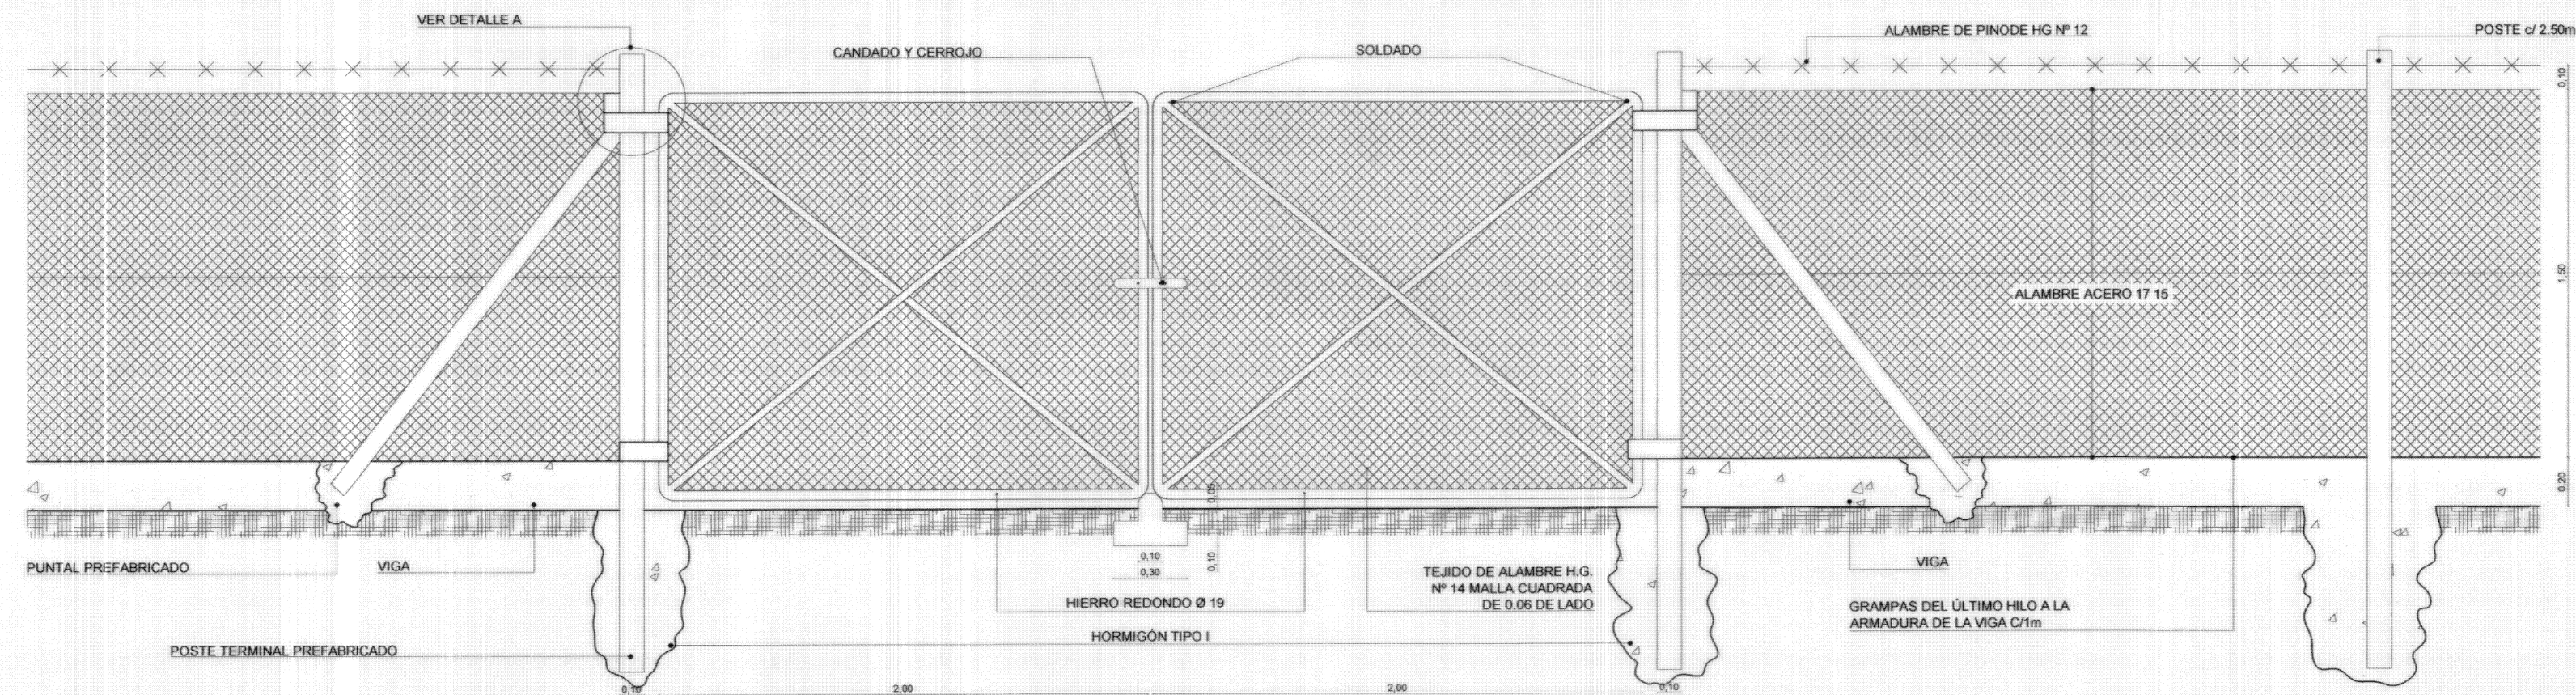 VER DETALLE A
CANDADO Y CERROJO
SOLDADO
ALAMBRE DE PINODE HG Nº 12
POSTE c/ 2.50m
0,10
1,50
ALAMBRE ACERO 17 15
0,20
0,05
0,10
0,10
0,30
PUNTAL PREFABRICADO
VIGA
HIERRO REDONDO Ø 19
TEJIDO DE ALAMBRE H.G.
Nº 14 MALLA CUADRADA
DE 0.06 DE LADO
VIGA
GRAMPAS DEL ÚLTIMO HILO A LA
ARMADURA DE LA VIGA C/1m
HORMIGÓN TIPO I
POSTE TERMINAL PREFABRICADO
0,10
2,00
2,00
0,10